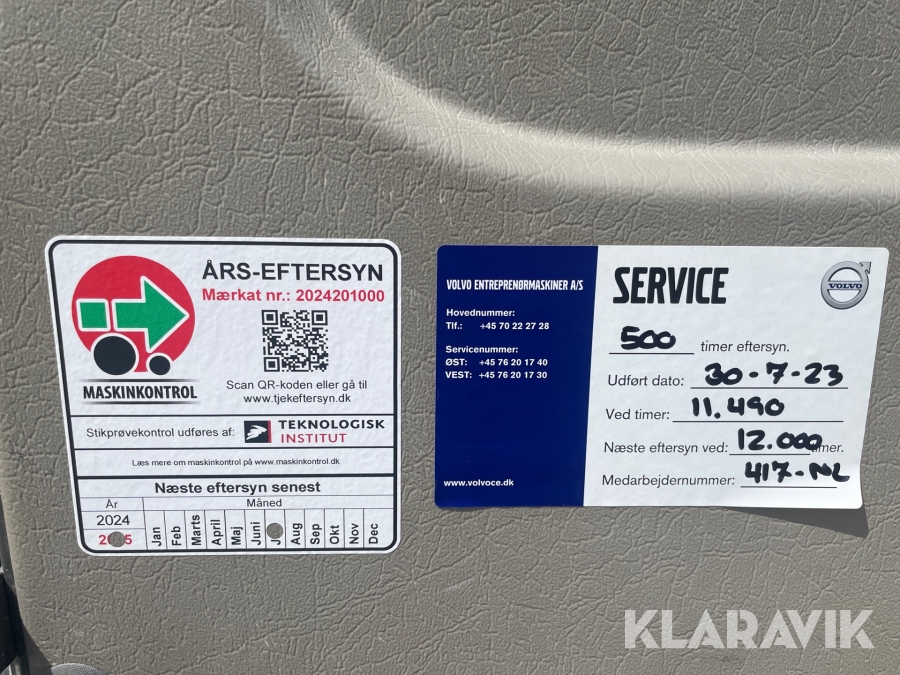 ÅRS-EFTERSYN
Mærkat nr.: 2024201000
MASKINKONTROL
Scan QR-koden eller gå til
www.tjekeftersyn.dk
Stikprøvekontrol udføres af: TEKNOLOGISK
INSTITUT
Læs mere om maskinkontrol på www.maskinkontrol.dk
Næste eftersyn senest
År Måned
2024
Jan Feb Marts April Maj Juni Aug Sep Okt Nov Dec
VOLVO ENTREPRENØRMASKINER A/S
Hovednummer:
Tlf.: +45 70 22 27 28
Servicenummer:
ØST: +45 76 20 17 40
VEST: +45 76 20 17 30
www.volvoce.dk
SERVICE
VOLVO
500 timer eftersyn.
Udført dato: 30-7-23
Ved timer: 11.490
Næste eftersyn ved: 12.000 timer.
Medarbejdernummer: 417-
KLARAVIK